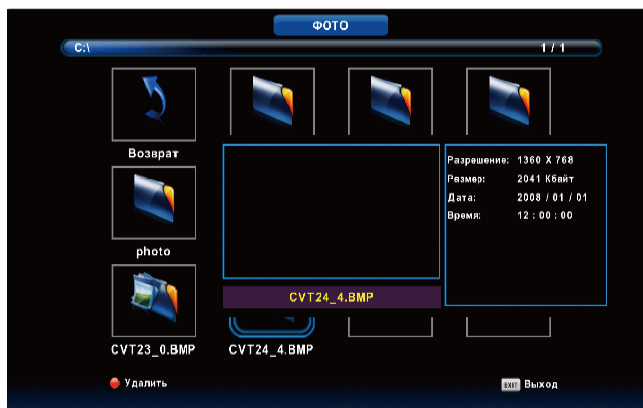 ФОТО
C:\ 1 / 1
Возврат
Разрешение: 1360 X 768
Размер: 2041 Кбайт
Дата: 2008 / 01 / 01
Время: 12 : 00 : 00
photo
CVT24_4.BMP
CVT23_0.BMP CVT24_4.BMP
Удалить EXIT Выход